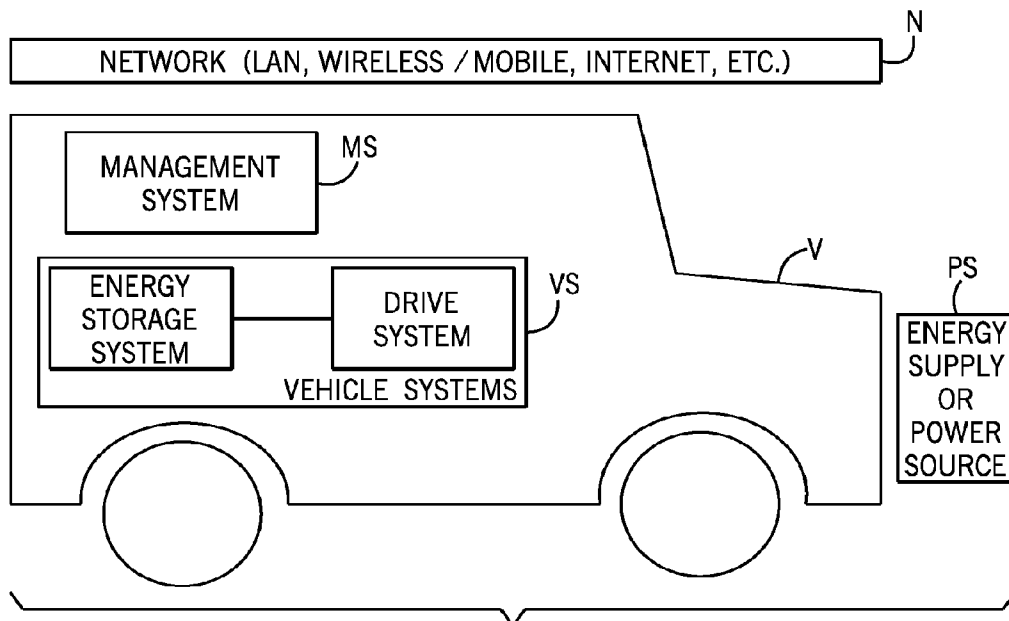 N
NETWORK (LAN, WIRELESS / MOBILE, INTERNET, ETC.)
MANAGEMENT
SYSTEM
MS
ENERGY
STORAGE
SYSTEM
DRIVE
SYSTEM
VEHICLE SYSTEMS
VS
V
PS
ENERGY
SUPPLY
OR
POWER
SOURCE